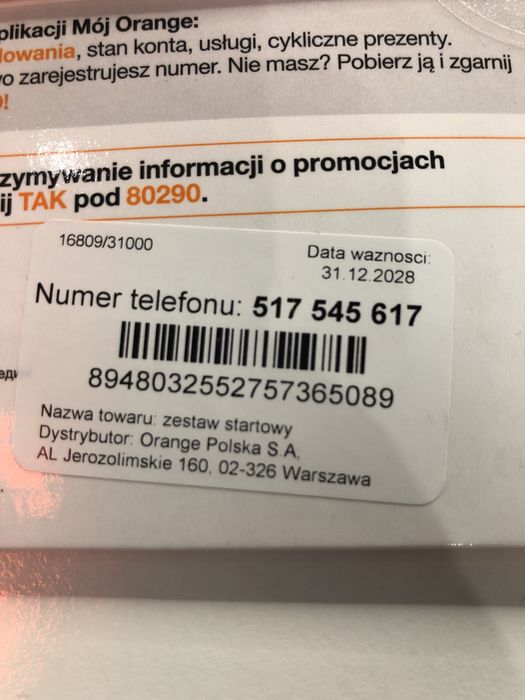 plikacji Mój Orange:
lowania, stan konta, usługi, cykliczne prezenty.
vo zarejestrujesz numer. Nie masz? Pobierz ją i zgarnij
!
zymywanie informacji o promocjach
ij TAK pod 80290.
16809/31000
Data waznosci:
31.12.2028
Numer telefonu: 517 545 617
89480325527573650​89
Nazwa towaru: zestaw startowy
Dystrybutor: Orange Polska S.A.
AL Jerozolimskie 160, 02-326 Warszawa